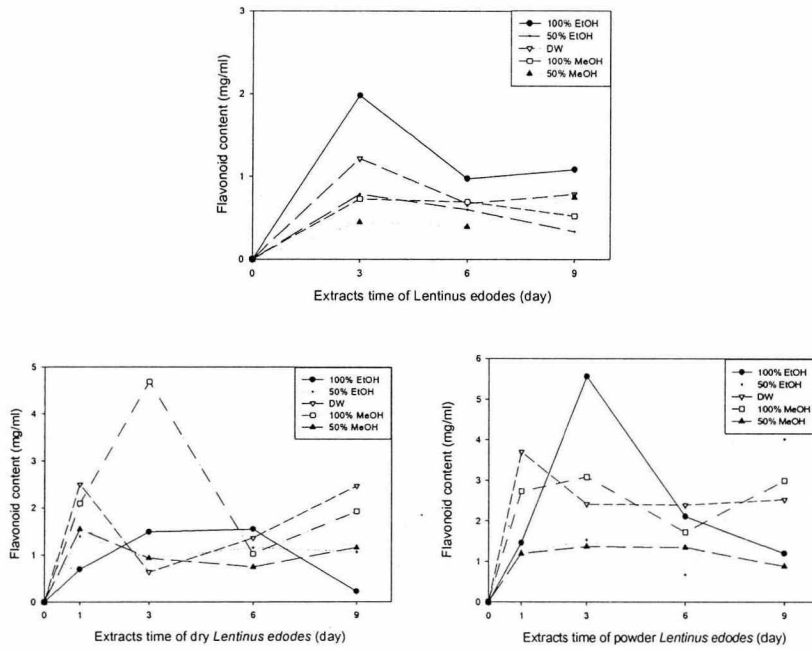 3
2
1
0
Flavonoid content (mg/ml)
100% EtOH
50% EtOH
DW
100% MeOH
50% MeOH
0 3 6 9
Extracts time of Lentinus edodes (day)
5
4
3
2
1
0
Flavonoid content (mg/ml)
100% EtOH
50% EtOH
DW
100% MeOH
50% MeOH
0 1 3 6 9
Extracts time of dry Lentinus edodes (day)
6
5
4
3
2
1
0
Flavonoid content (mg/ml)
100% EtOH
50% EtOH
DW
100% MeOH
50% MeOH
0 1 3 6 9
Extracts time of powder Lentinus edodes (day)